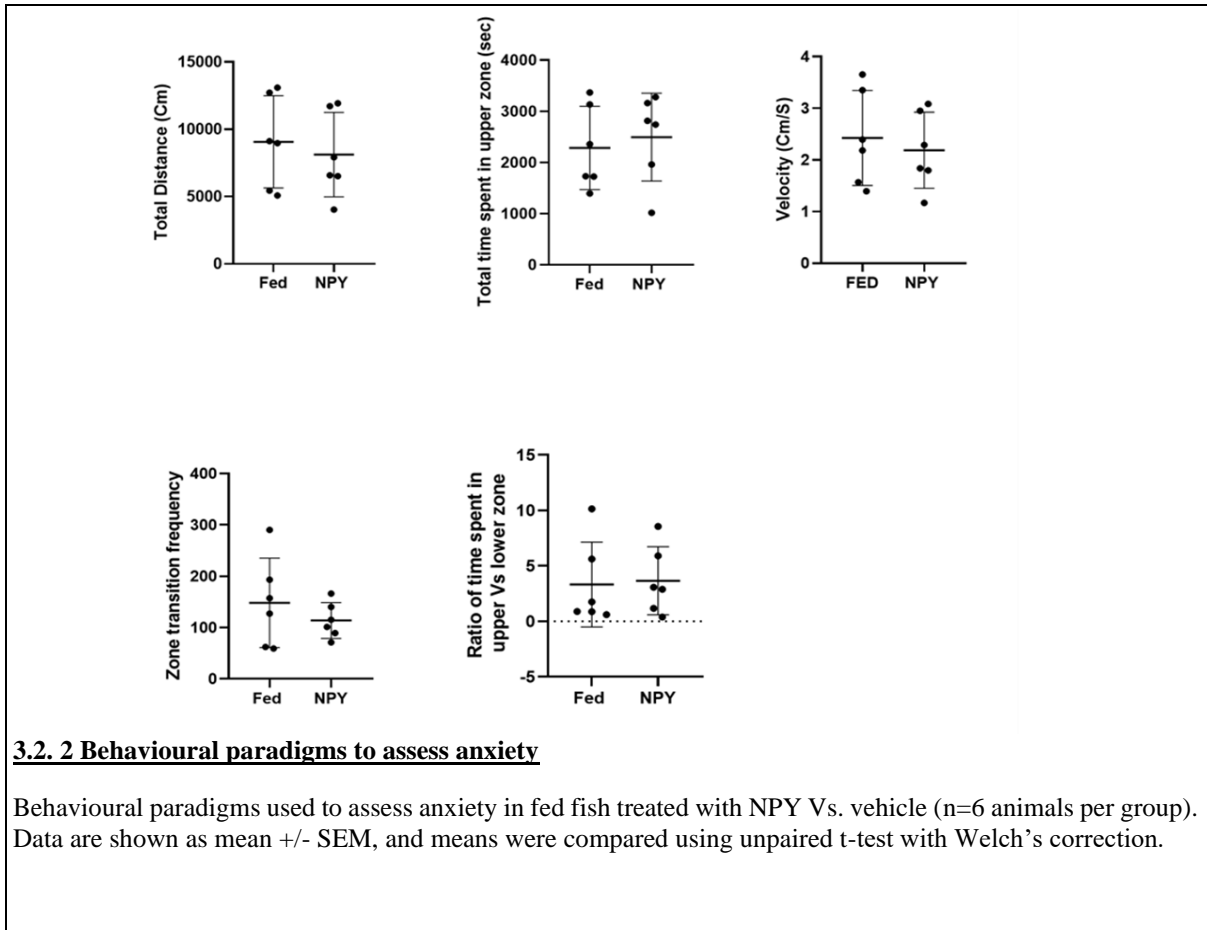 Total Distance (Cm)
15000
10000
5000
0
Fed NPY
Total time spent in upper zone (sec)
4000
3000
2000
1000
0
Fed NPY
Velocity (Cm/S)
4
3
2
1
0
FED NPY
Zone transition frequency
400
300
200
100
0
Fed NPY
Ratio of time spent in
upper Vs lower zone
15
10
5
0
-5
Fed NPY
3.2. 2 Behavioural paradigms to assess anxiety
Behavioural paradigms used to assess anxiety in fed fish treated with NPY Vs. vehicle (n=6 animals per group).
Data are shown as mean +/- SEM, and means were compared using unpaired t-test with Welch’s correction.